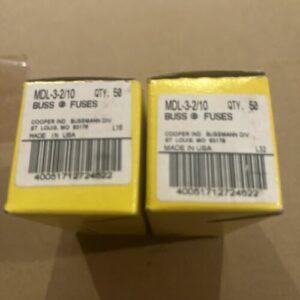 MDL-3-2/10 QTY. 50
BUSS ® FUSES
COOPER IND. BUSSMANN DIV.
ST. LOUIS, MO 63178 L15
MADE IN USA
40051712724622
MDL-3-2/10 QTY. 50
BUSS ® FUSES
COOPER IND. BUSSMANN DIV.
ST. LOUIS, MO 63178
MADE IN USA L32
40051712724622